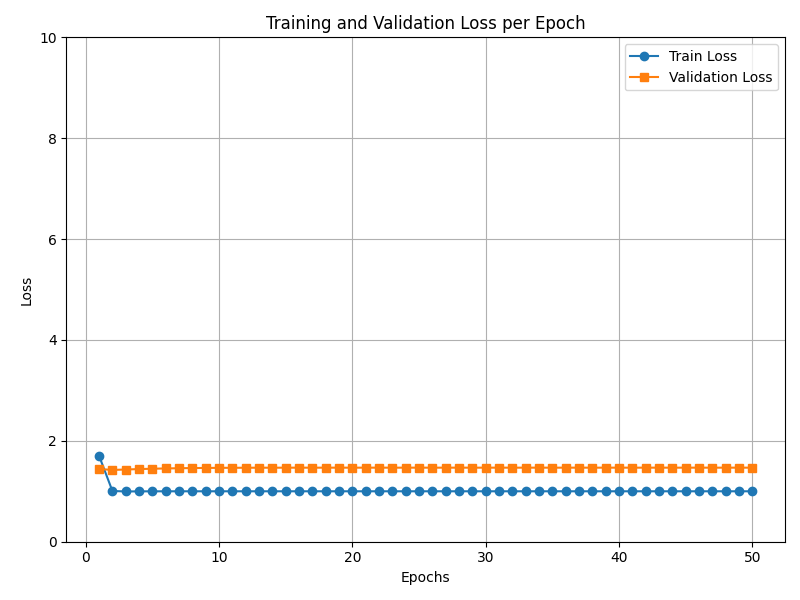 Training and Validation Loss per Epoch
Train Loss
Validation Loss
Loss
10
8
6
4
2
0
0 10 20 30 40 50
Epochs